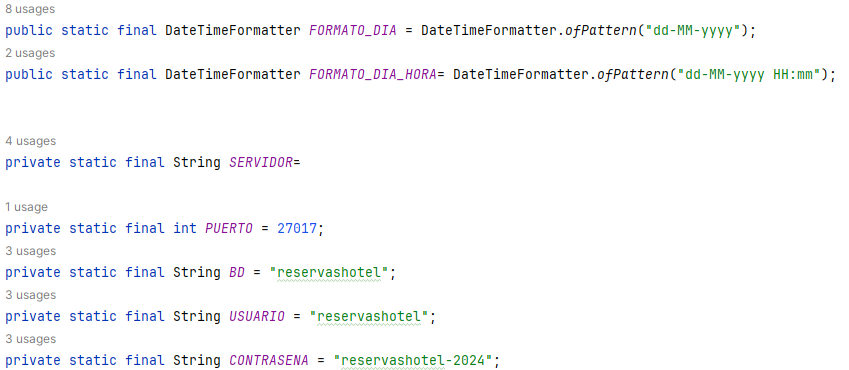 8 usages
public static final DateTimeFormatter FORMATO_DIA = DateTimeFormatter.ofPattern("dd-MM-yyyy");
2 usages
public static final DateTimeFormatter FORMATO_DIA_HORA= DateTimeFormatter.ofPattern("dd-MM-yyyy HH:mm");
4 usages
private static final String SERVIDOR=
1 usage
private static final int PUERTO = 27017;
3 usages
private static final String BD = "reservashotel";
3 usages
private static final String USUARIO = "reservashotel";
3 usages
private static final String CONTRASENA = "reservashotel-2024";